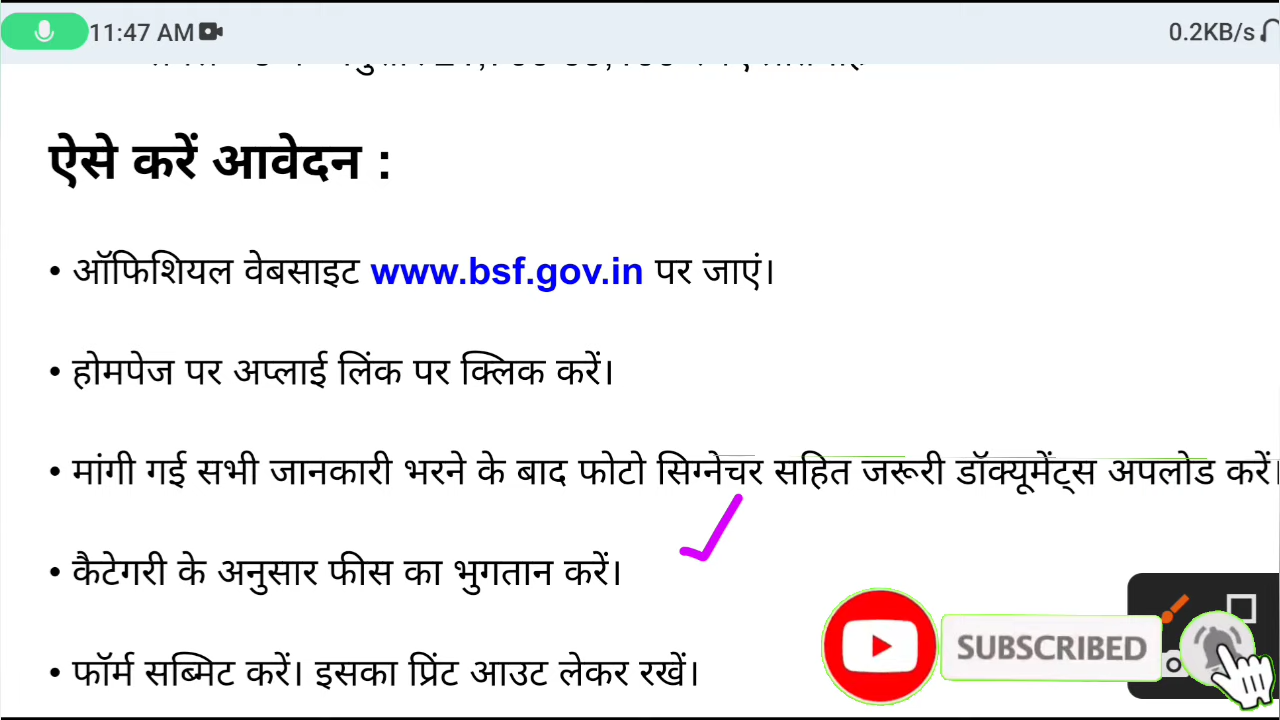 11:47 AM 0.2KB/s
ऐसे करें आवेदन :
• ऑफिशियल वेबसाइट www.bsf.gov.in पर जाएं।
• होमपेज पर अप्लाई लिंक पर क्लिक करें।
• मांगी गई सभी जानकारी भरने के बाद फोटो सिग्नेचर सहित जरूरी डॉक्यूमेंट्स अपलोड करें।
• कैटेगरी के अनुसार फीस का भुगतान करें।
• फॉर्म सब्मिट करें। इसका प्रिंट आउट लेकर रखें।
SUBSCRIBED